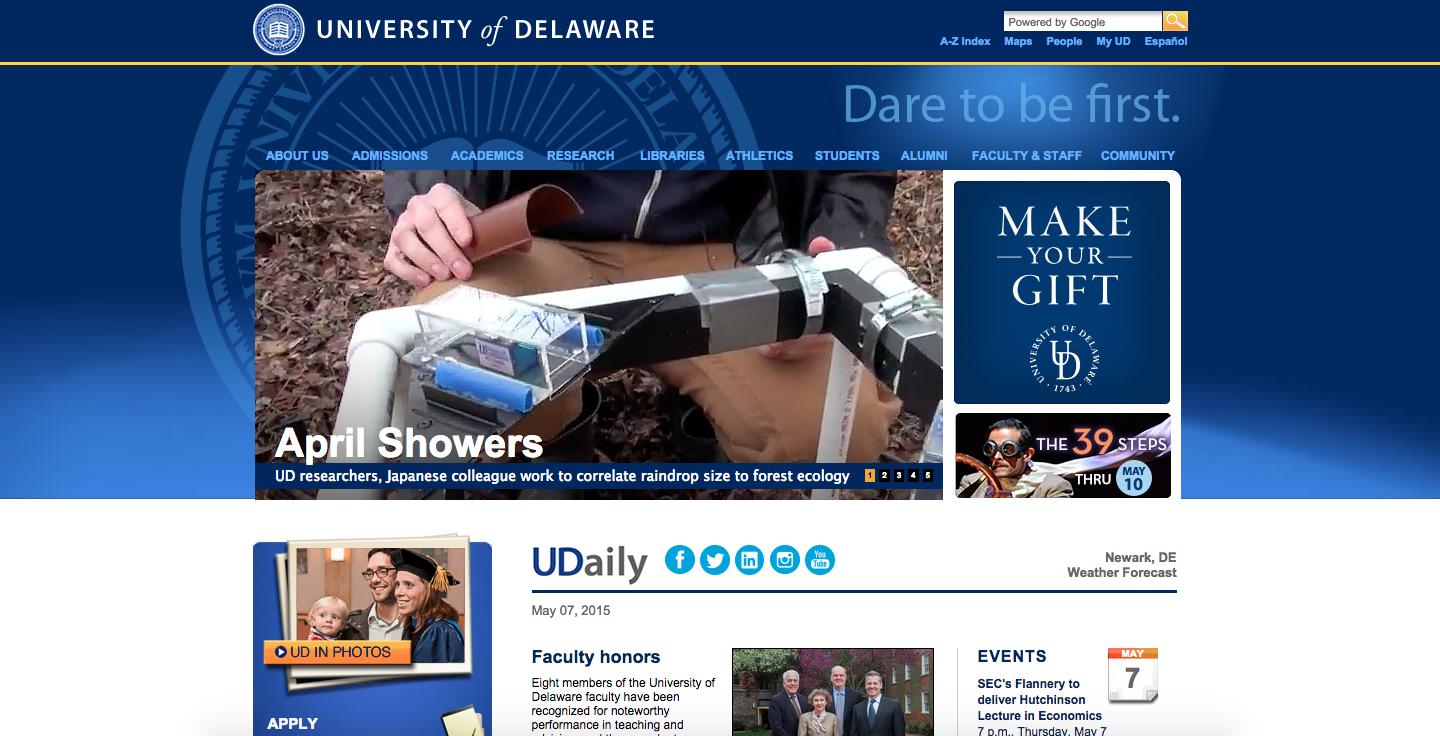 UNIVERSITY of DELAWARE
Powered by Google
A-Z Index Maps People My UD Español
Dare to be first.
ABOUT US ADMISSIONS ACADEMICS RESEARCH LIBRARIES ATHLETICS STUDENTS ALUMNI FACULTY & STAFF COMMUNITY
April Showers
UD researchers, Japanese colleague work to correlate raindrop size to forest ecology
1 2 3 4 5
MAKE
YOUR
GIFT
UNIVERSITY OF DELAWARE
UD
1743
THE 39 STEPS
THRU MAY
10
UD IN PHOTOS
APPLY
UDaily
You
Tube
Newark, DE
Weather Forecast
May 07, 2015
Faculty honors
Eight members of the University of
Delaware faculty have been
recognized for noteworthy
performance in teaching and
EVENTS
MAY
7
SEC's Flannery to
deliver Hutchinson
Lecture in Economics
7 p.m., Thursday, May 7